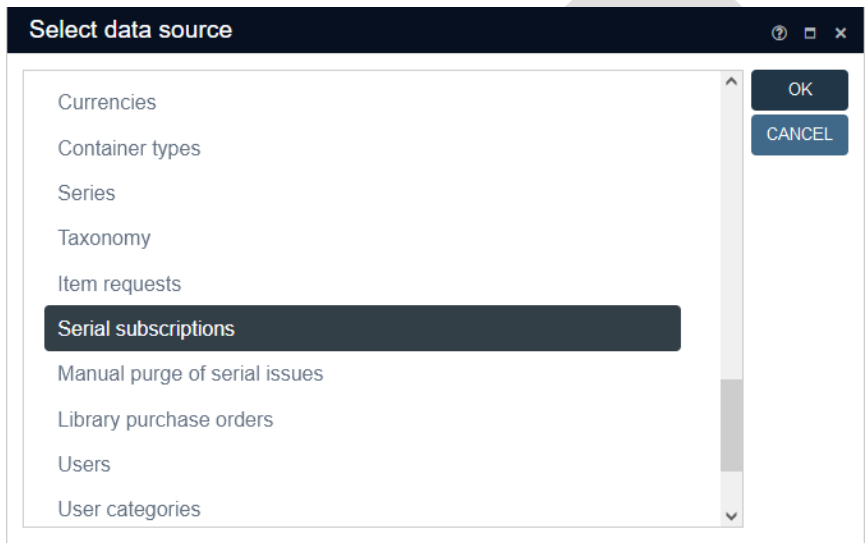 Select data source
Currencies
OK
CANCEL
Container types
Series
Taxonomy
Item requests
Serial subscriptions
Manual purge of serial issues
Library purchase orders
Users
User categories